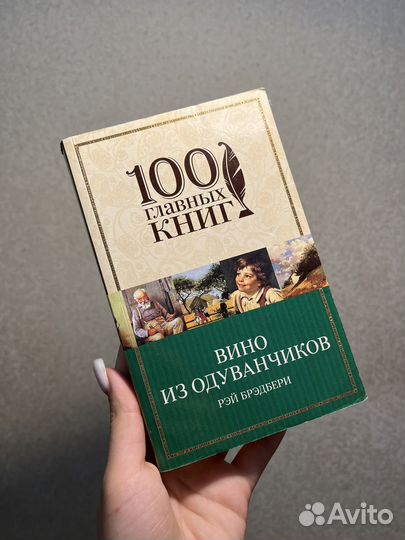 100
ГЛАВНЫХ
КНИГ
ВИНО
ИЗ ОДУВАНЧИКОВ
РЭЙ БРЭДБЕРИ
Avito